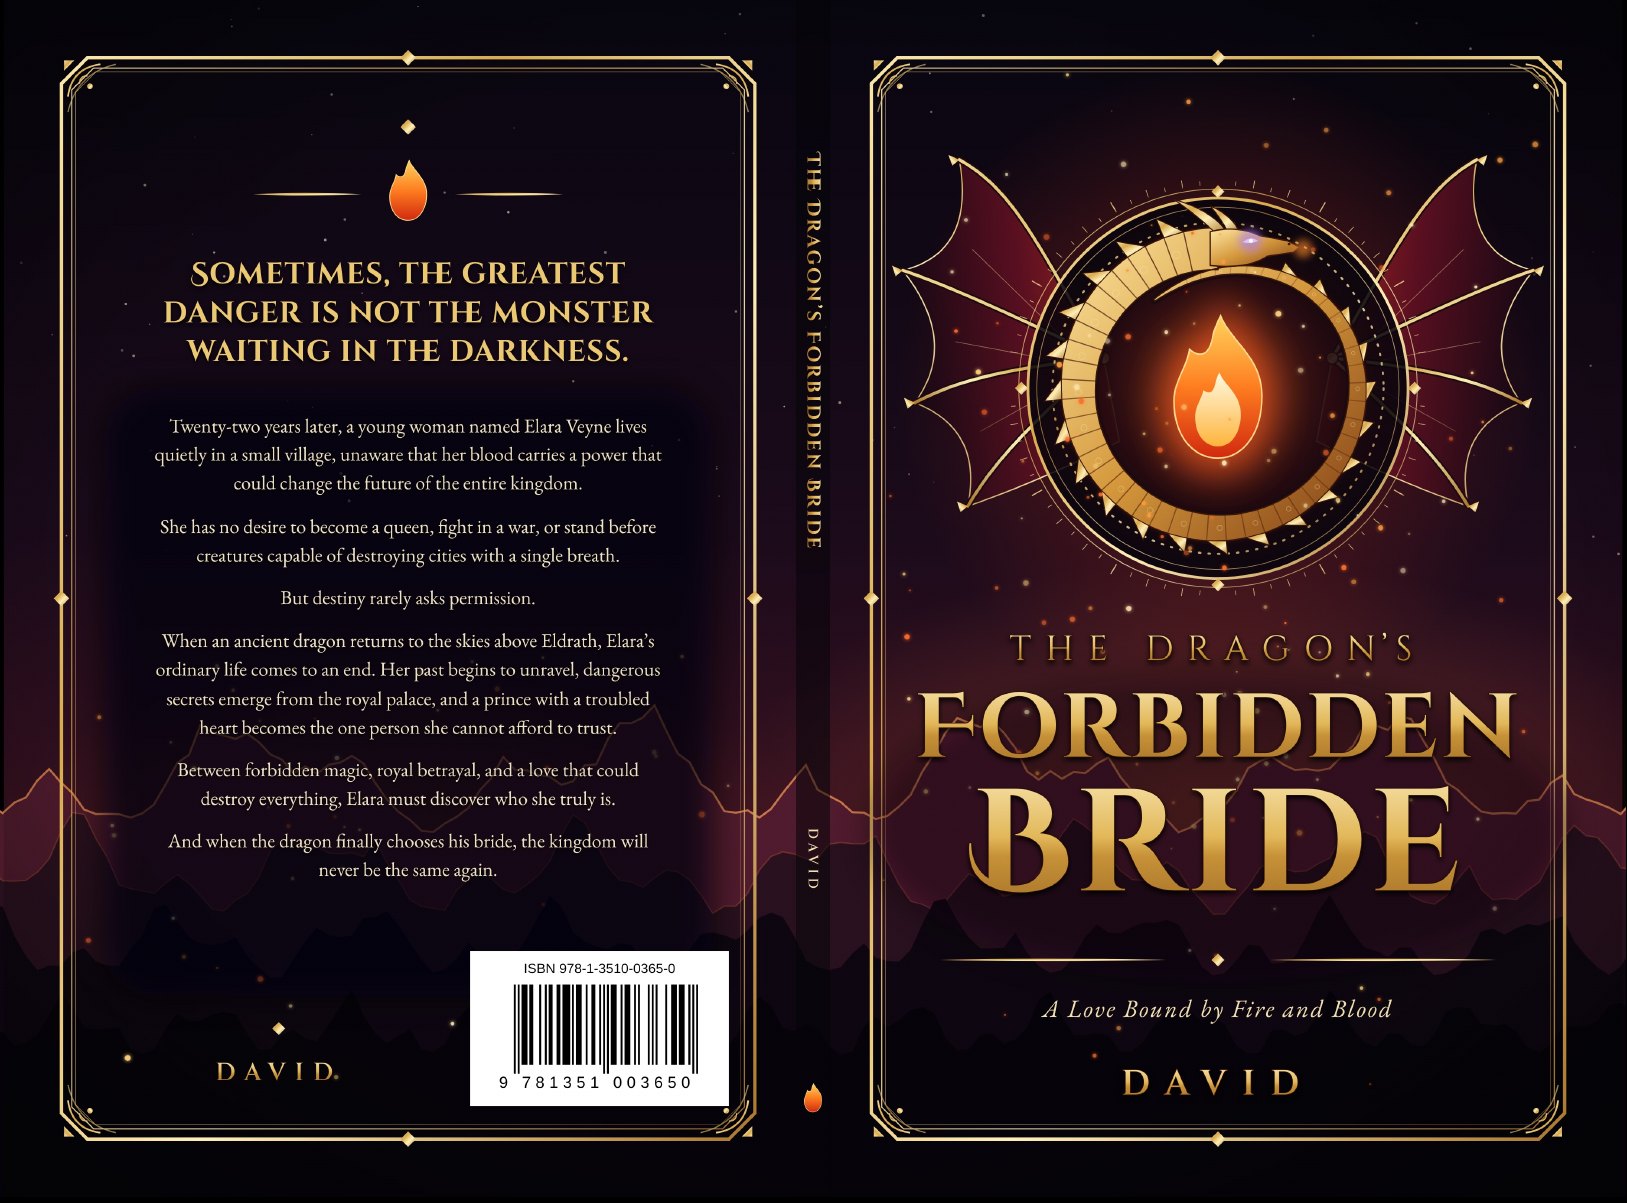 SOMETIMES, THE GREATEST
DANGER IS NOT THE MONSTER
WAITING IN THE DARKNESS.
Twenty-two years later, a young woman named Elara Veyne lives
quietly in a small village, unaware that her blood carries a power that
could change the future of the entire kingdom.
She has no desire to become a queen, fight in a war, or stand before
creatures capable of destroying cities with a single breath.
But destiny rarely asks permission.
When an ancient dragon returns to the skies above Eldrath, Elara’s
ordinary life comes to an end. Her past begins to unravel, dangerous
secrets emerge from the royal palace, and a prince with a troubled
heart becomes the one person she cannot afford to trust.
Between forbidden magic, royal betrayal, and a love that could
destroy everything, Elara must discover who she truly is.
And when the dragon finally chooses his bride, the kingdom will
never be the same again.
DAVID
ISBN 978-1-3510-0365-0
9 781351 003650
THE DRAGON’S FORBIDDEN BRIDE
DAVID
THE DRAGON’S
FORBIDDEN
BRIDE
A Love Bound by Fire and Blood
DAVID